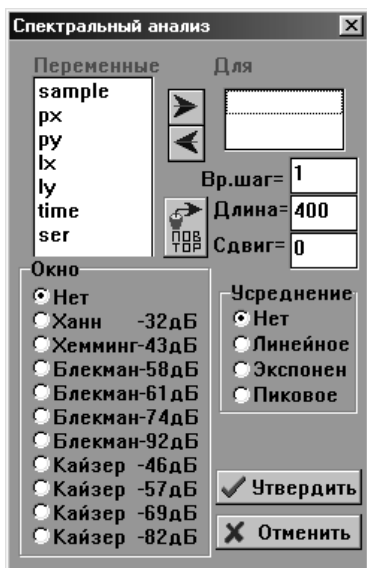 Спектральный анализ
Переменные
Для
sample
px
py
lx
ly
time
ser
Вр.шаг= 1
Длина= 400
Сдвиг= 0
ПОВ
ТОР
Окно
Нет
Ханн -32дБ
Хемминг-43дБ
Блекман-58дБ
Блекман-61дБ
Блекман-74дБ
Блекман-92дБ
Кайзер -46дБ
Кайзер -57дБ
Кайзер -69дБ
Кайзер -82дБ
Усреднение
Нет
Линейное
Экспонен
Пиковое
Утвердить
Отменить